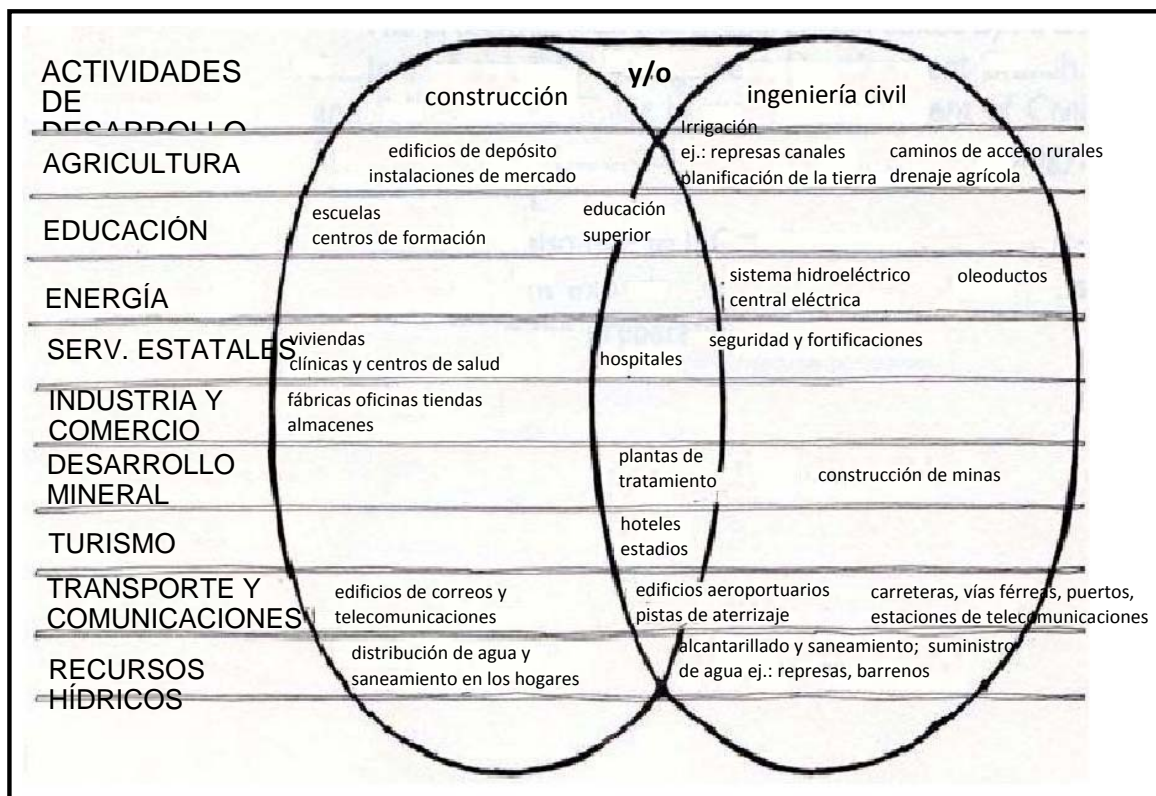 ACTIVIDADES
DE
DESARROLLO
construcción
y/o
ingeniería civil
AGRICULTURA
edificios de depósito
instalaciones de mercado
Irrigación
ej.: represas canales
planificación de la tierra
caminos de acceso rurales
drenaje agrícola
EDUCACIÓN
escuelas
centros de formación
educación
superior
ENERGÍA
sistema hidroeléctrico
central eléctrica
oleoductos
SERV. ESTATALES
viviendas
clínicas y centros de salud
hospitales
seguridad y fortificaciones
INDUSTRIA Y
COMERCIO
fábricas oficinas tiendas
almacenes
DESARROLLO
MINERAL
plantas de
tratamiento
construcción de minas
TURISMO
hoteles
estadios
TRANSPORTE Y
COMUNICACIONES
edificios de correos y
telecomunicaciones
edificios aeroportuarios
pistas de aterrizaje
carreteras, vías férreas, puertos,
estaciones de telecomunicaciones
RECURSOS
HÍDRICOS
distribución de agua y
saneamiento en los hogares
alcantarillado y saneamiento; suministro
de agua ej.: represas, barrenos